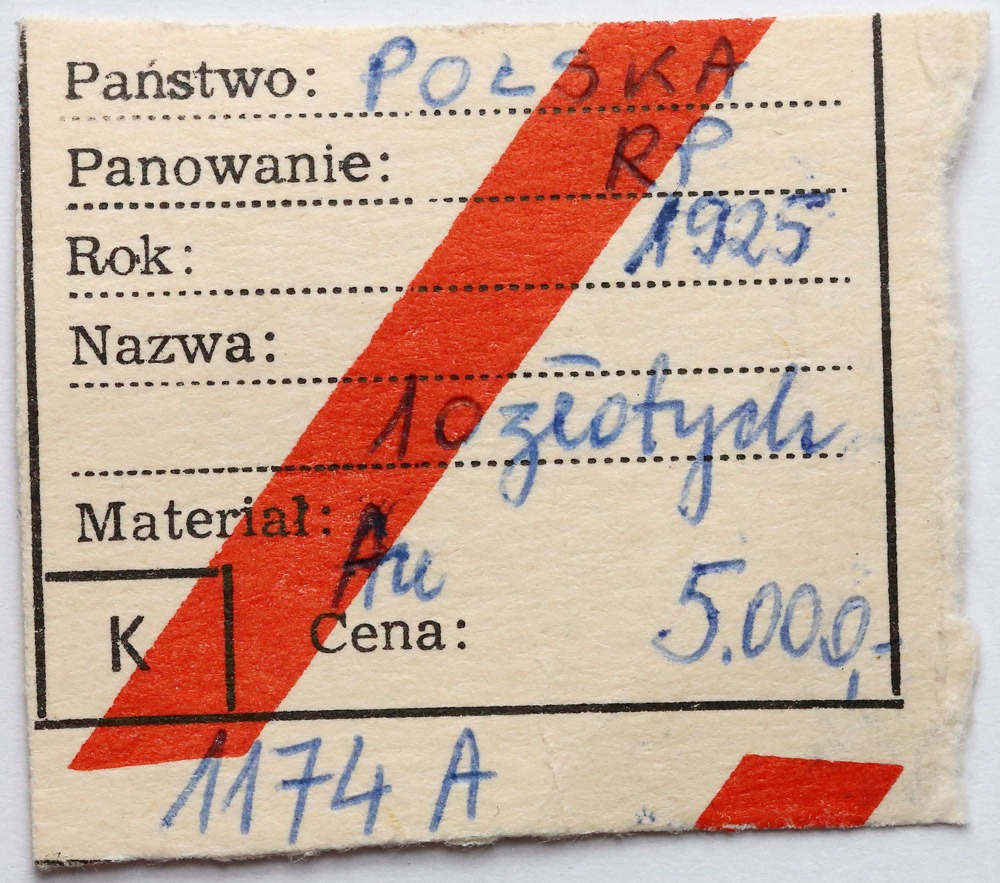 Państwo: POLSKA
Panowanie: RP
Rok: 1925
Nazwa:
10 złotych
Materiał: Au
K Cena: 5.000,-
1174 A